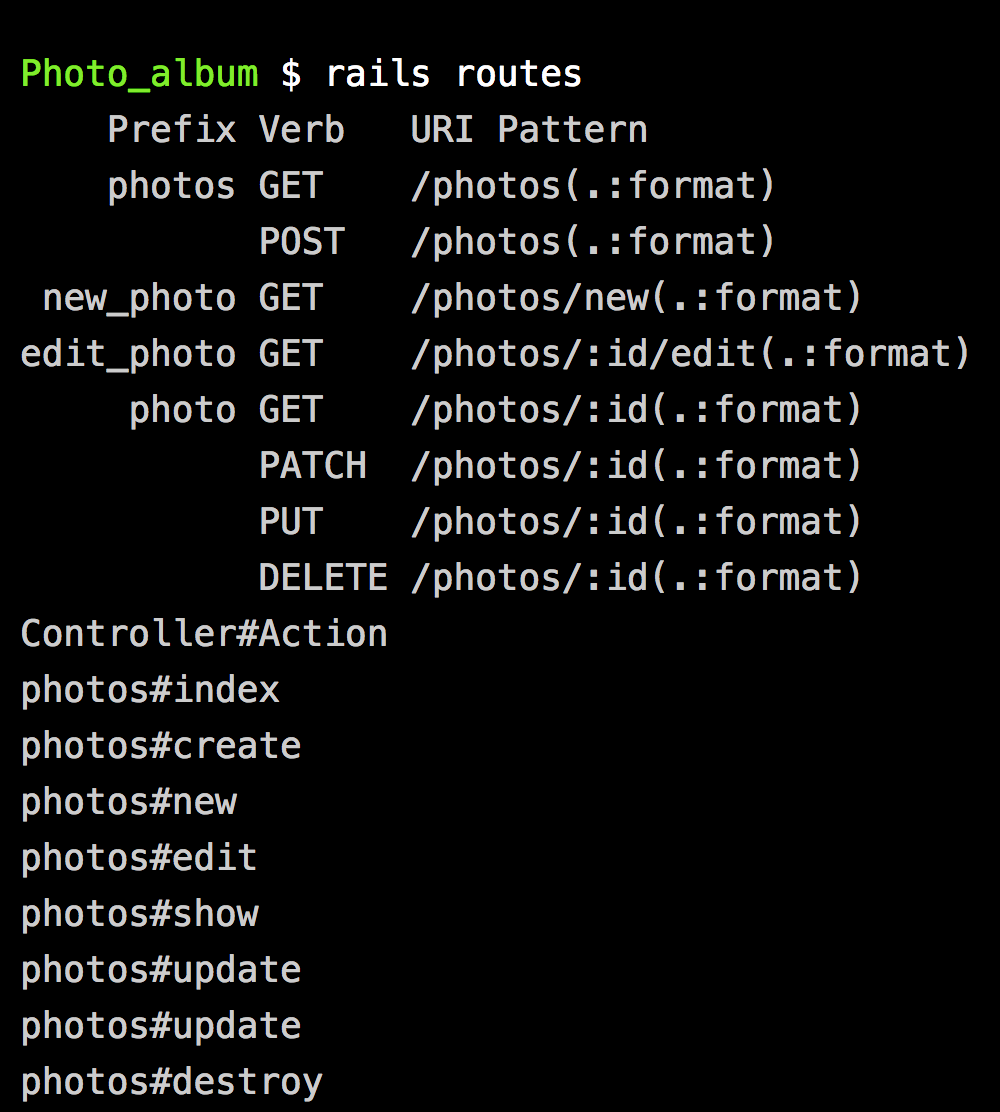 Photo_album $ rails routes
    Prefix Verb   URI Pattern
    photos GET    /photos(.:format)
           POST   /photos(.:format)
 new_photo GET    /photos/new(.:format)
edit_photo GET    /photos/:id/edit(.:format)
     photo GET    /photos/:id(.:format)
           PATCH  /photos/:id(.:format)
           PUT    /photos/:id(.:format)
           DELETE /photos/:id(.:format)
Controller#Action
photos#index
photos#create
photos#new
photos#edit
photos#show
photos#update
photos#update
photos#destroy